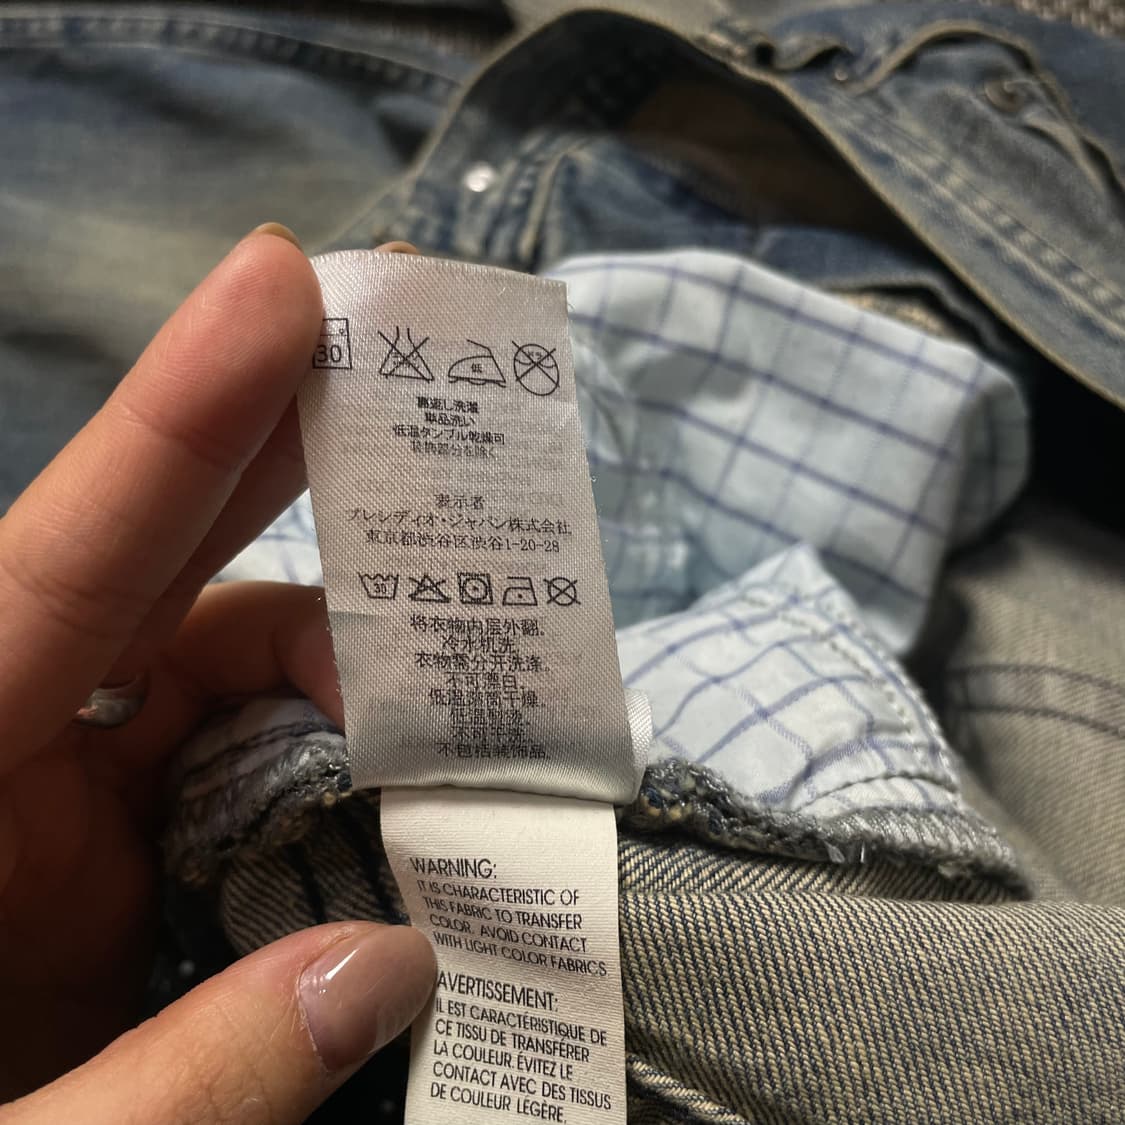 30
裏返し洗濯
単品洗い
低温タンブル乾燥可
装飾部分を除く
表示者
プレシディオ・ジャパン株式会社
東京都渋谷区渋谷1-20-28
30
将衣物内层外翻。
冷水机洗。
衣物需分开洗涤。
不可漂白。
低温滚筒干燥。
低温熨烫。
不可干洗。
不包括装饰品。
WARNING:
IT IS CHARACTERISTIC OF
THIS FABRIC TO TRANSFER
COLOR. AVOID CONTACT
WITH LIGHT COLOR FABRICS
AVERTISSEMENT:
IL EST CARACTÉRISTIQUE DE
CE TISSU DE TRANSFÉRER
LA COULEUR. ÉVITEZ LE
CONTACT AVEC DES TISSUS
DE COULEUR LÉGÈRE.